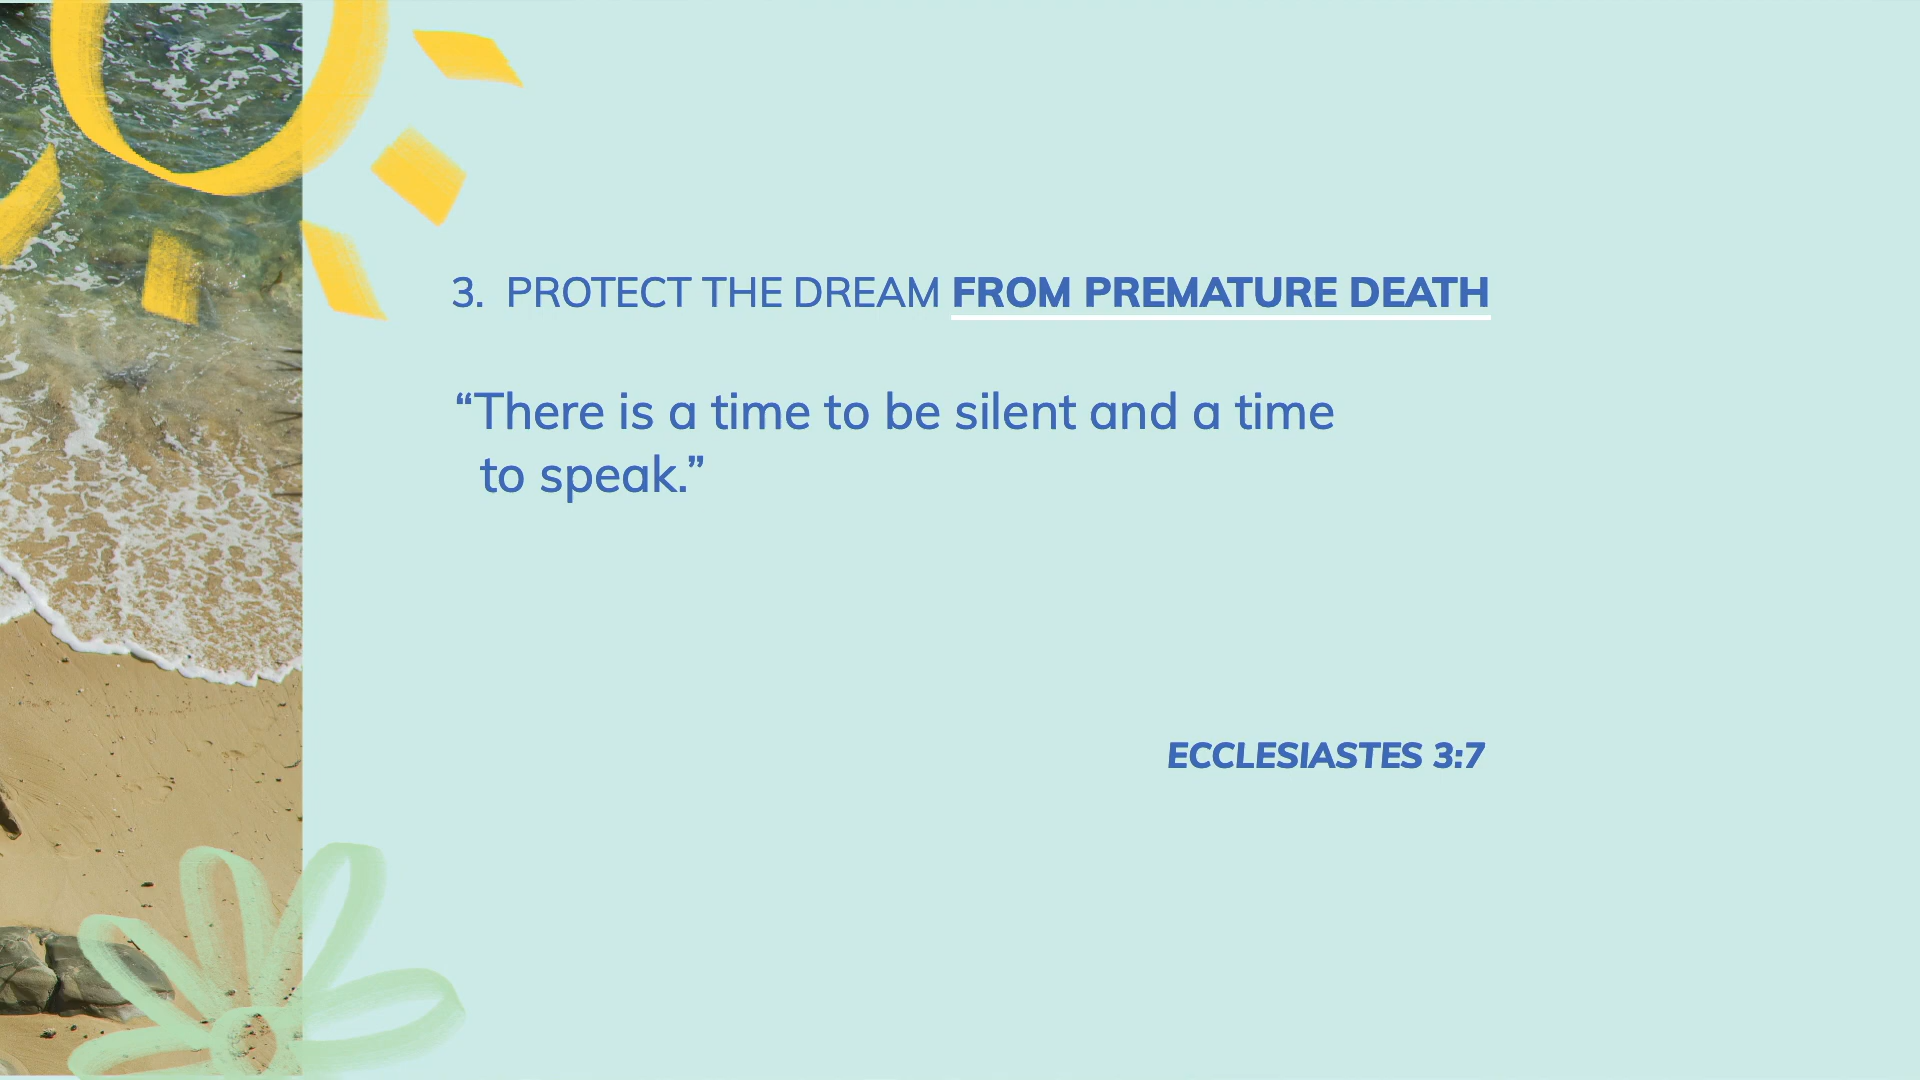 3. PROTECT THE DREAM FROM PREMATURE DEATH
“There is a time to be silent and a time
to speak.”
ECCLESIASTES 3:7